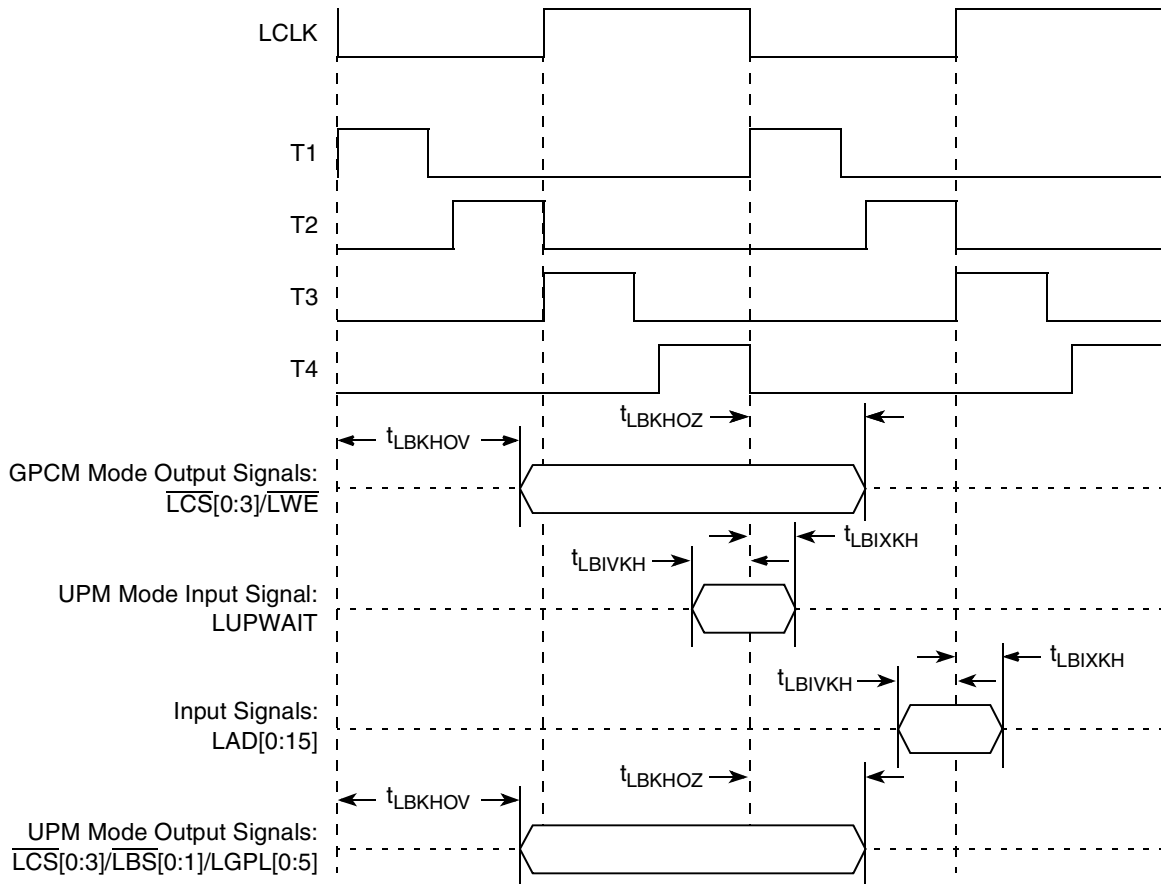 LCLK
T1
T2
T3
T4
tLBKHOZ
tLBKHOV
GPCM Mode Output Signals:
LCS[0:3]/LWE
tLBIXKH
tLBIVKH
UPM Mode Input Signal:
LUPWAIT
tLBIXKH
tLBIVKH
Input Signals:
LAD[0:15]
tLBKHOZ
tLBKHOV
UPM Mode Output Signals:
LCS[0:3]/LBS[0:1]/LGPL[0:5]